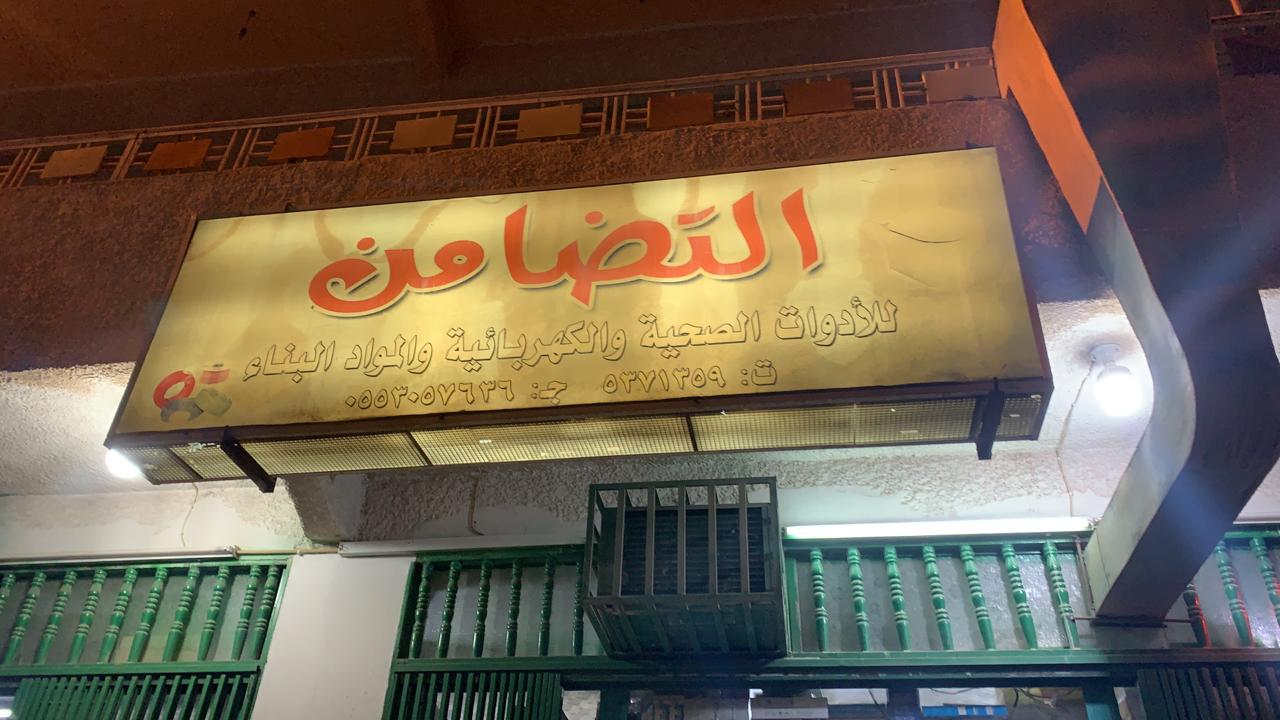 التضامن
للأدوات الصحية والكهربائية والمواد البناء
ت: ٥٣٧١٣٥٩ ج: ٠٥٥٣٠٥٧٦٣٦